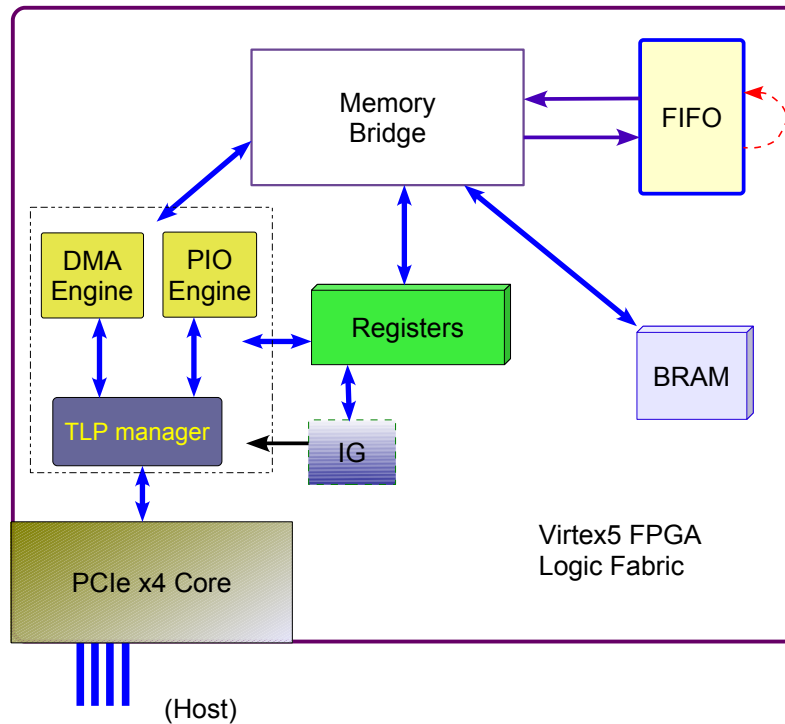 Memory
Bridge
FIFO
DMA
Engine
PIO
Engine
Registers
BRAM
TLP manager
IG
Virtex5 FPGA
Logic Fabric
PCIe x4 Core
(Host)